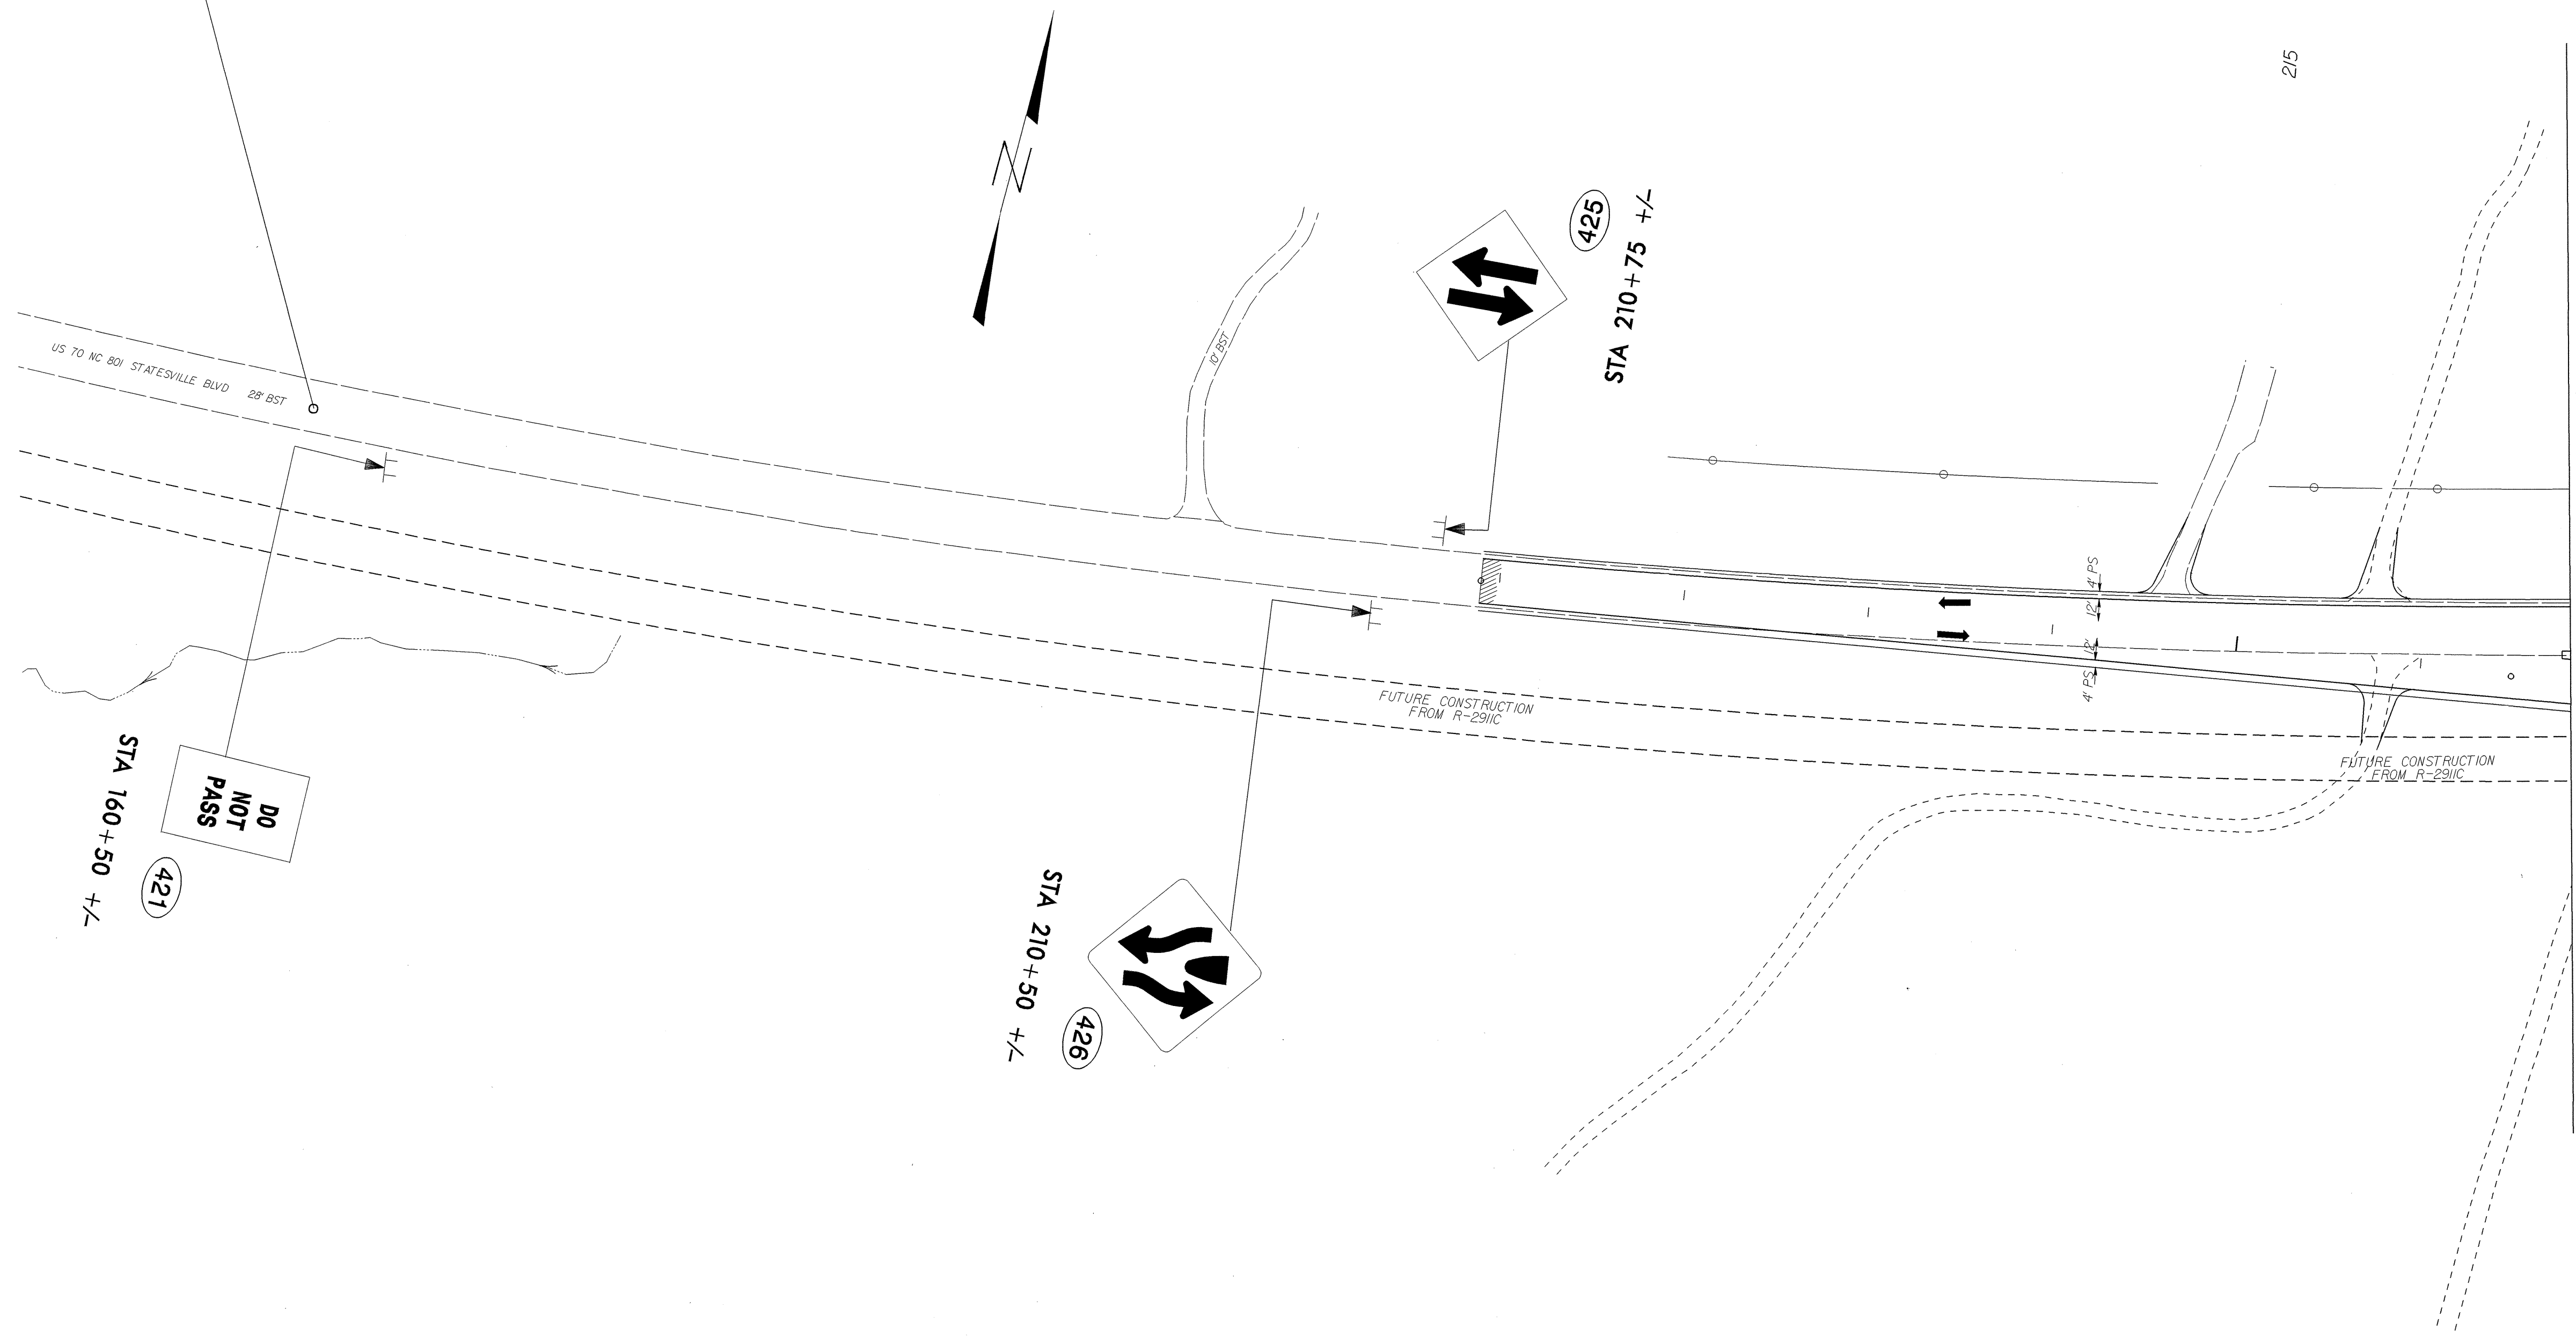 215
N
425
STA 210+75 +/-
10' BST
US 70 NC 801 STATESVILLE BLVD 28' BST
4' PS
12'
12'
4' PS
FUTURE CONSTRUCTION
FROM R-2911C
FUTURE CONSTRUCTION
FROM R-2911C
DO
NOT
PASS
STA 160+50 +/-
421
STA 210+50 +/-
426